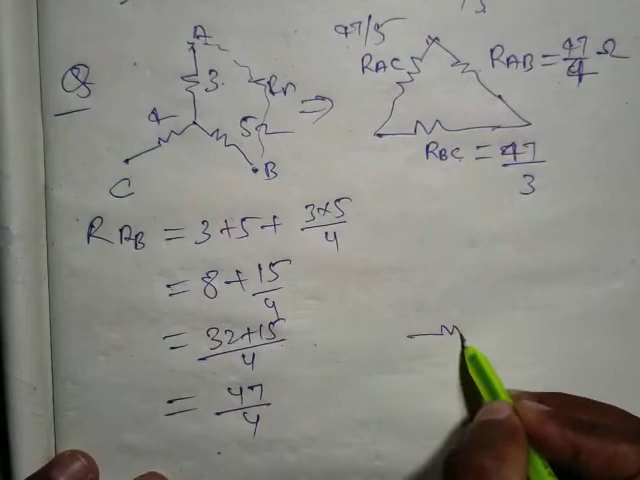 Q
A
3
RA
4
5
C
B
⇒
47/5
RAC
RAB = 47/4 Ω
RBC = 47/3
RAB = 3+5+ 3×5/4
= 8+ 15/4
= 32+15/4
= 47/4